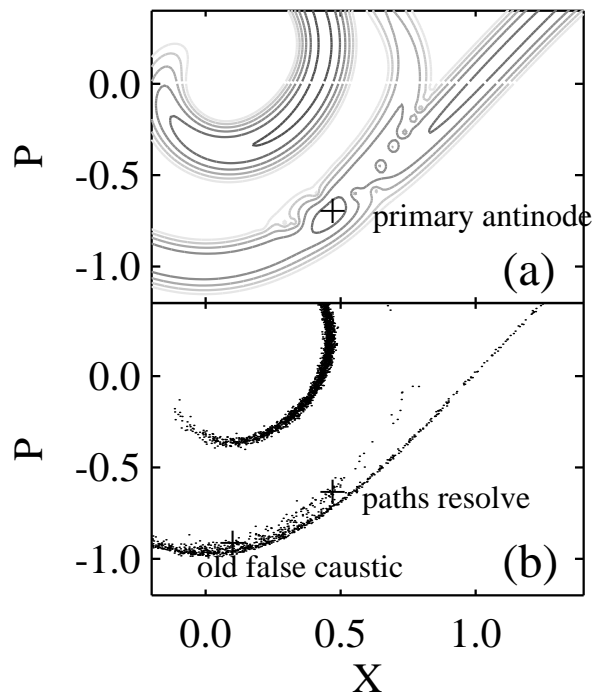 0.0
-0.5
-1.0
P
primary antinode
(a)
0.0
-0.5
-1.0
P
paths resolve
old false caustic
(b)
0.0
0.5
1.0
X